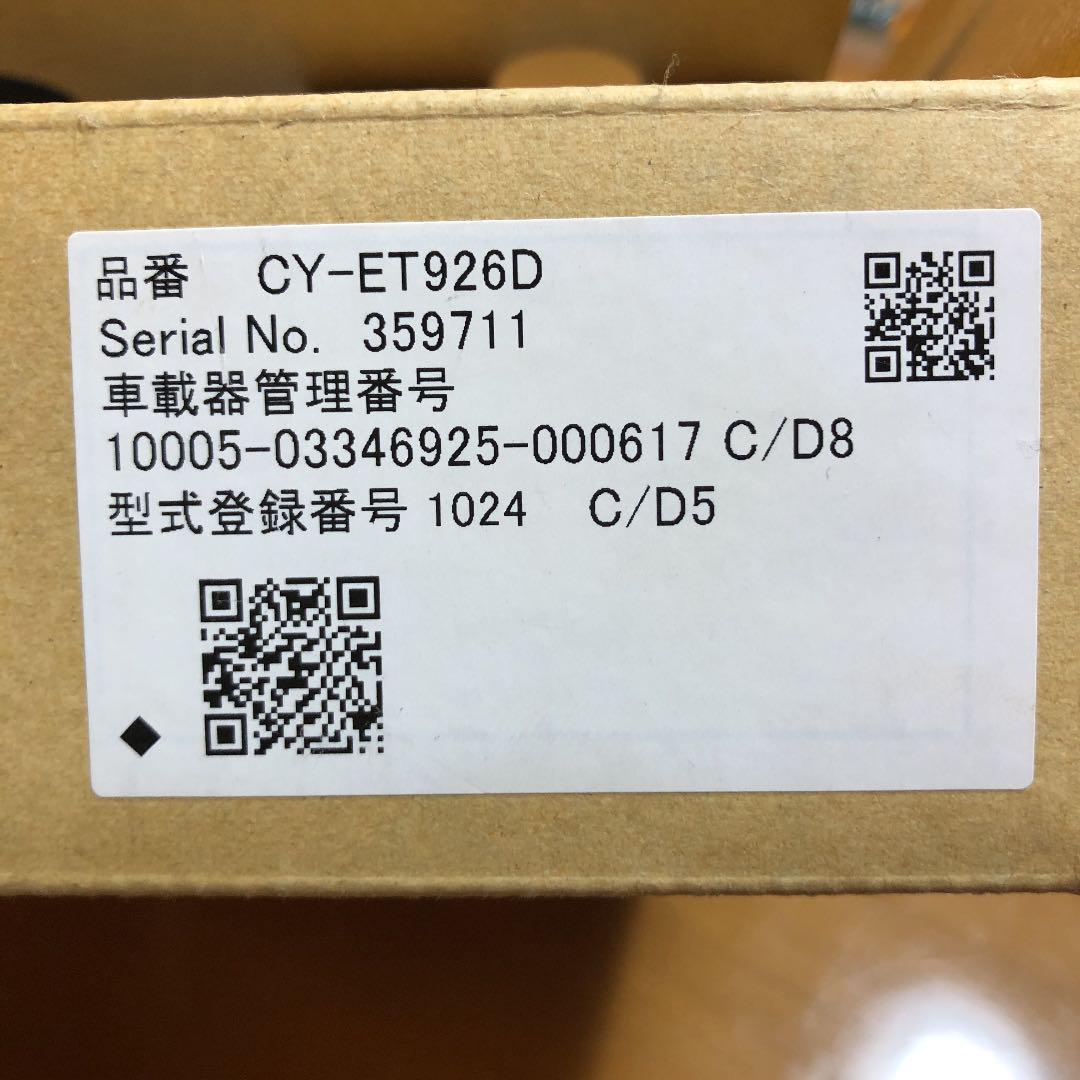 品番 CY-ET926D
Serial No. 359711
車載器管理番号
10005-03346925-000617 C/D8
型式登録番号 1024 C/D5